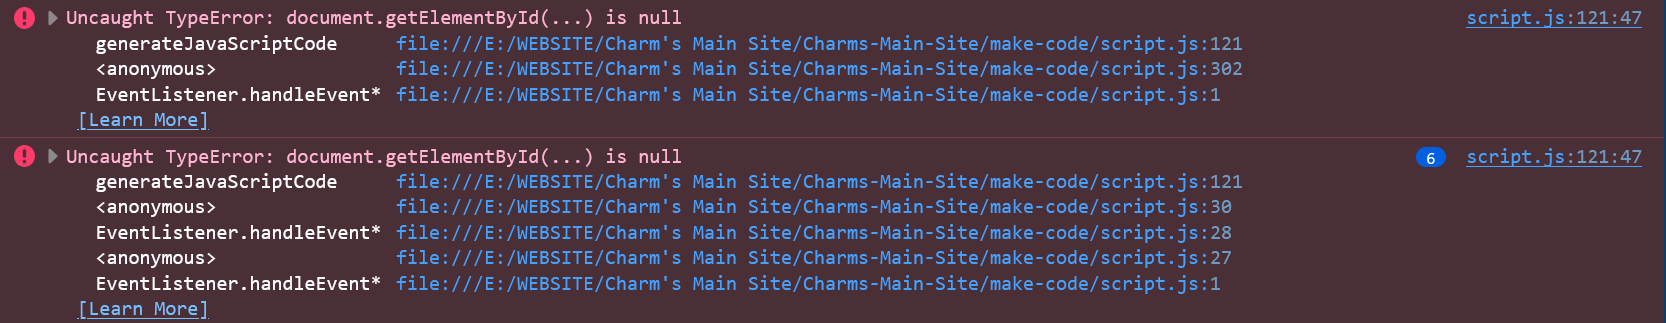 Uncaught TypeError: document.getElementById(...) is null script.js:121:47
generateJavaScriptCode file:///E:/WEBSITE/Charm's Main Site/Charms-Main-Site/make-code/script.js:121
<anonymous> file:///E:/WEBSITE/Charm's Main Site/Charms-Main-Site/make-code/script.js:302
EventListener.handleEvent* file:///E:/WEBSITE/Charm's Main Site/Charms-Main-Site/make-code/script.js:1
[Learn More]
Uncaught TypeError: document.getElementById(...) is null 6 script.js:121:47
generateJavaScriptCode file:///E:/WEBSITE/Charm's Main Site/Charms-Main-Site/make-code/script.js:121
<anonymous> file:///E:/WEBSITE/Charm's Main Site/Charms-Main-Site/make-code/script.js:30
EventListener.handleEvent* file:///E:/WEBSITE/Charm's Main Site/Charms-Main-Site/make-code/script.js:28
<anonymous> file:///E:/WEBSITE/Charm's Main Site/Charms-Main-Site/make-code/script.js:27
EventListener.handleEvent* file:///E:/WEBSITE/Charm's Main Site/Charms-Main-Site/make-code/script.js:1
[Learn More]